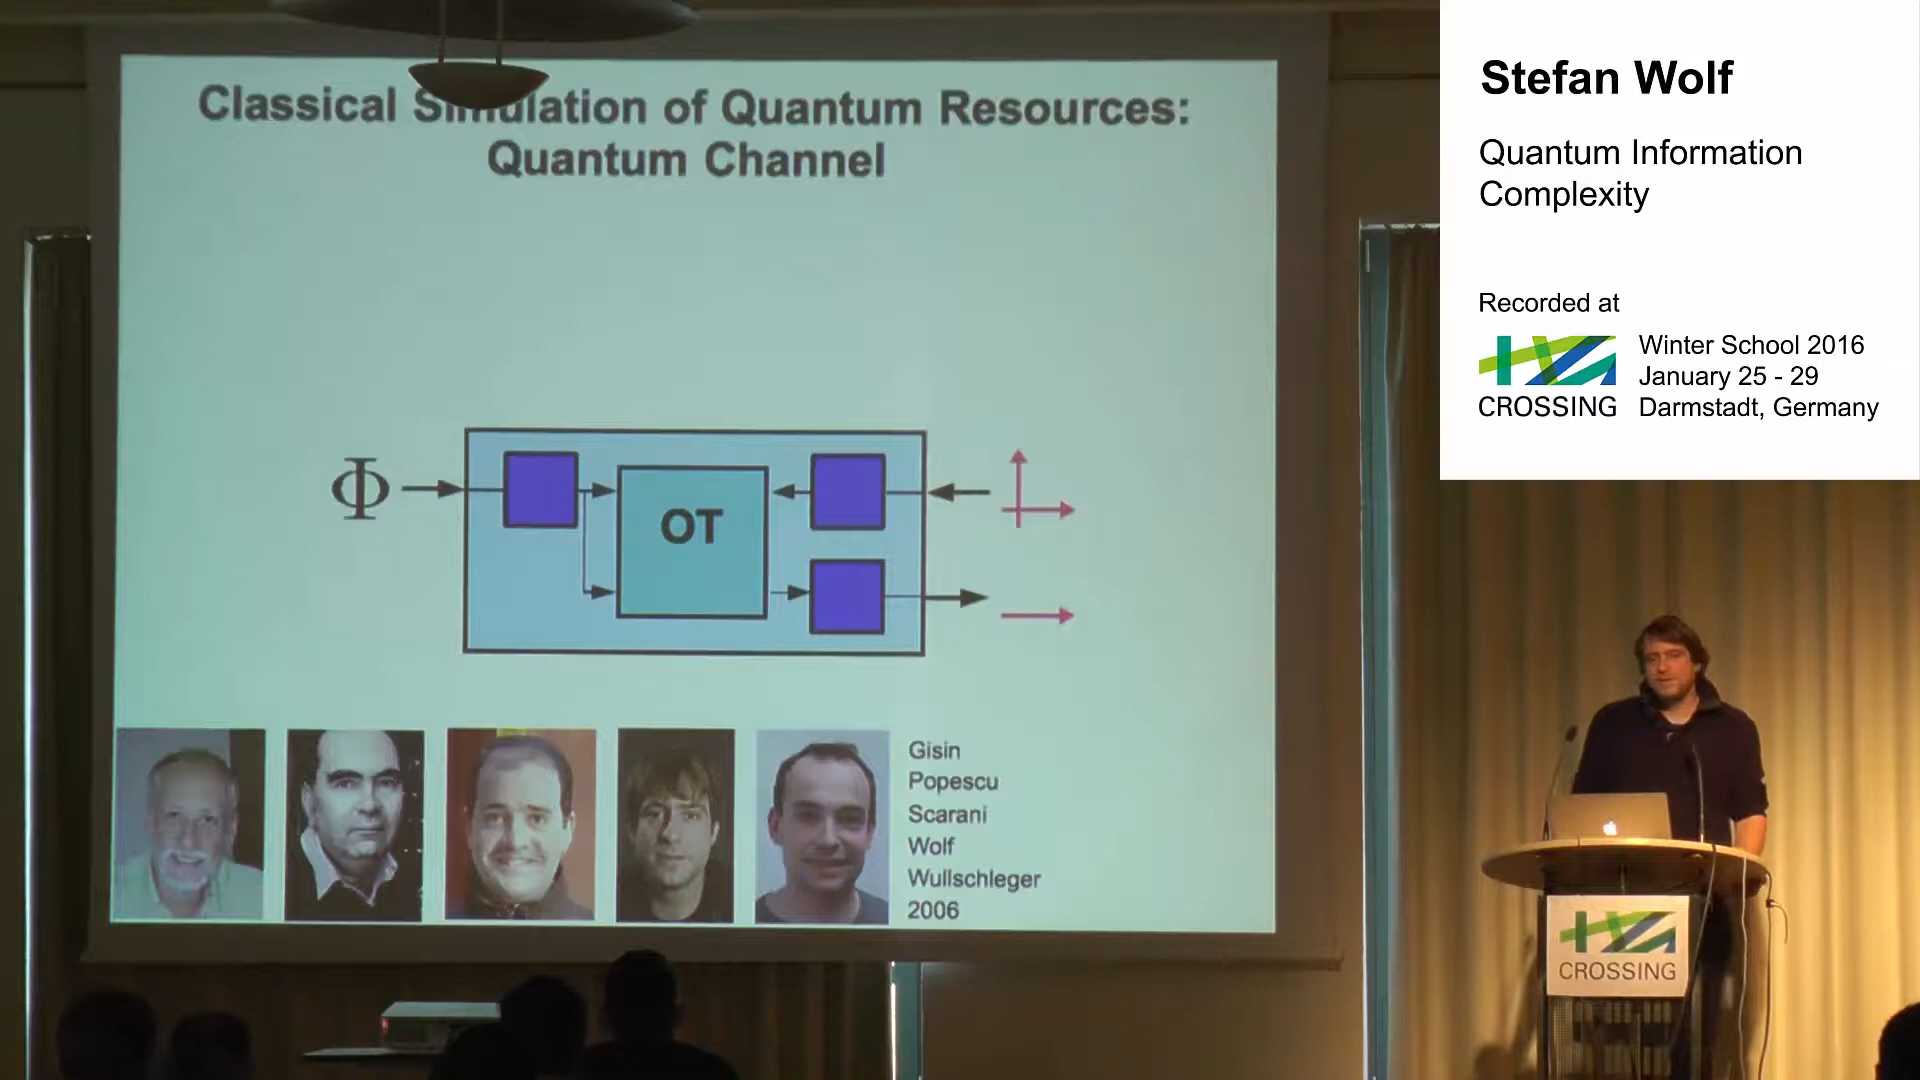 Classical Simulation of Quantum Resources:
Quantum Channel
Φ
OT
Gisin
Popescu
Scarani
Wolf
Wullschleger
2006
Stefan Wolf
Quantum Information
Complexity
Recorded at
CROSSING
Winter School 2016
January 25 - 29
Darmstadt, Germany
CROSSING